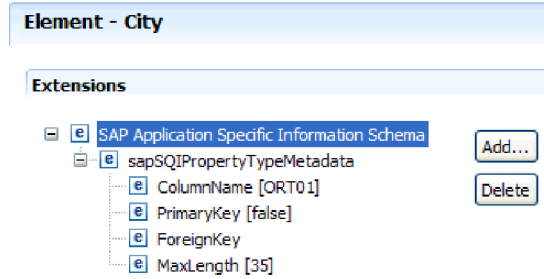 Element - City
Extensions
e SAP Application Specific Information Schema
Add...
e sapSQIPropertyTypeMetadata
e ColumnName [ORT01]
Delete
e PrimaryKey [false]
e ForeignKey
e MaxLength [35]